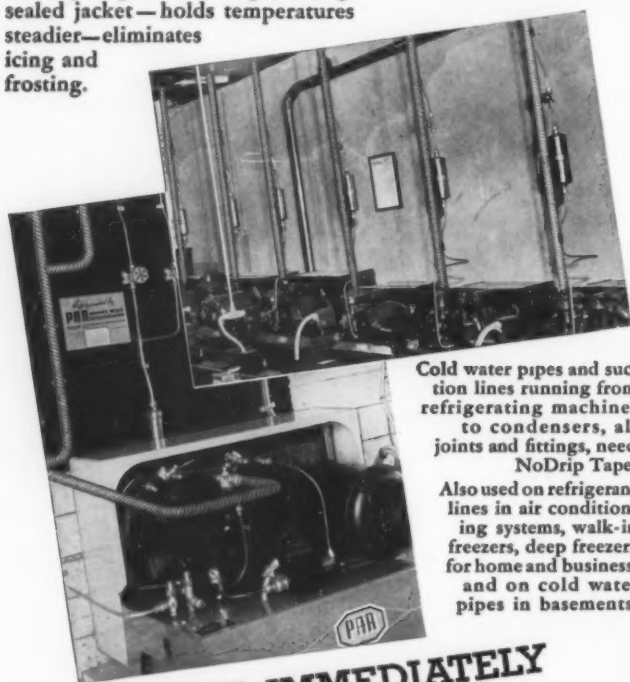 sealed jacket — holds temperatures
steadier—eliminates
icing and
frosting.
PAR
Cold water pipes and suc
tion lines running from
refrigerating machine
to condensers, al
joints and fittings, need
NoDrip Tape
Also used on refrigeran
lines in air condition
ing systems, walk-i
freezers, deep freezer
for home and business
and on cold wate
pipes in basements
PAR
IMMEDIATELY